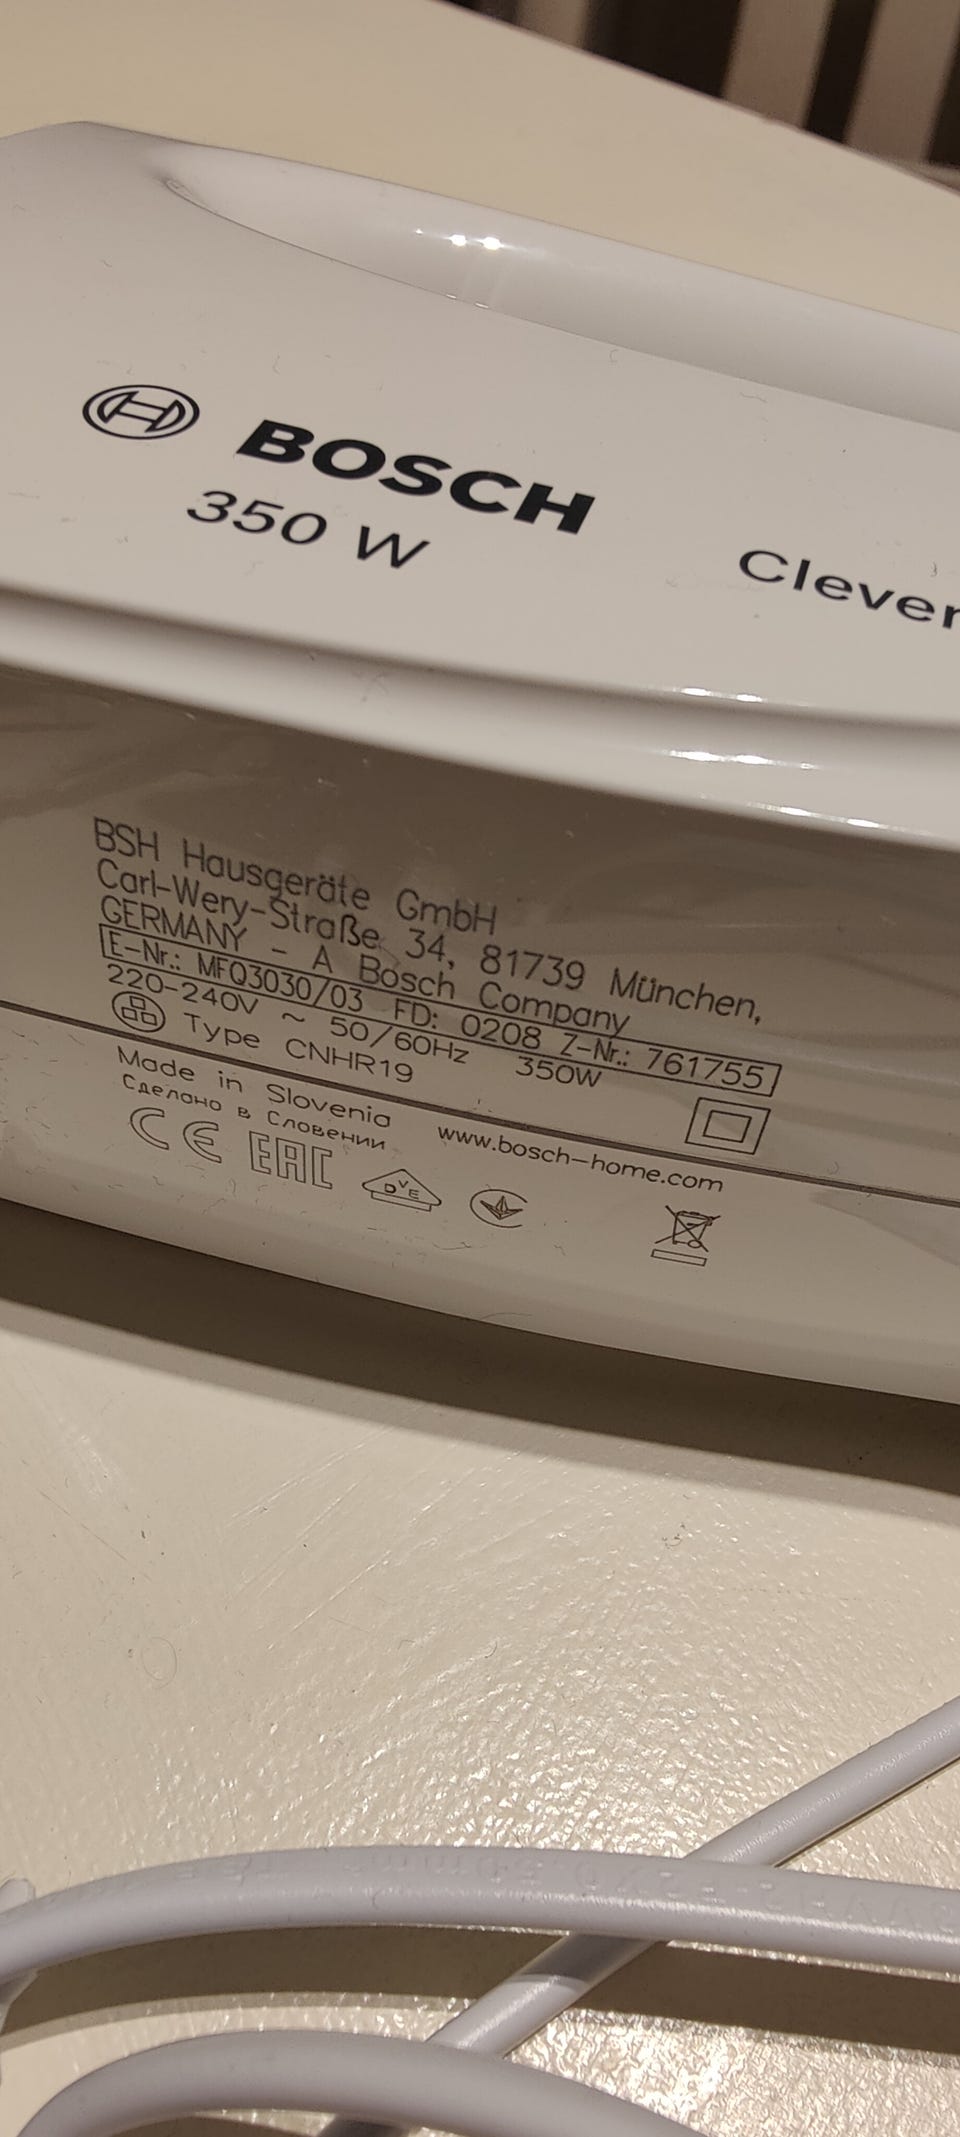 BOSCH
350 W
Clever
BSH Hausgeräte GmbH
Carl-Wery-Straße 34, 81739 München,
GERMANY - A Bosch Company
E-Nr.: MFQ3030/03 FD: 0208 Z-Nr.: 761755
220-240V ~ 50/60Hz 350W
Type CNHR19
Made in Slovenia
Сделано в Словении
www.bosch-home.com
CE EAC DVE